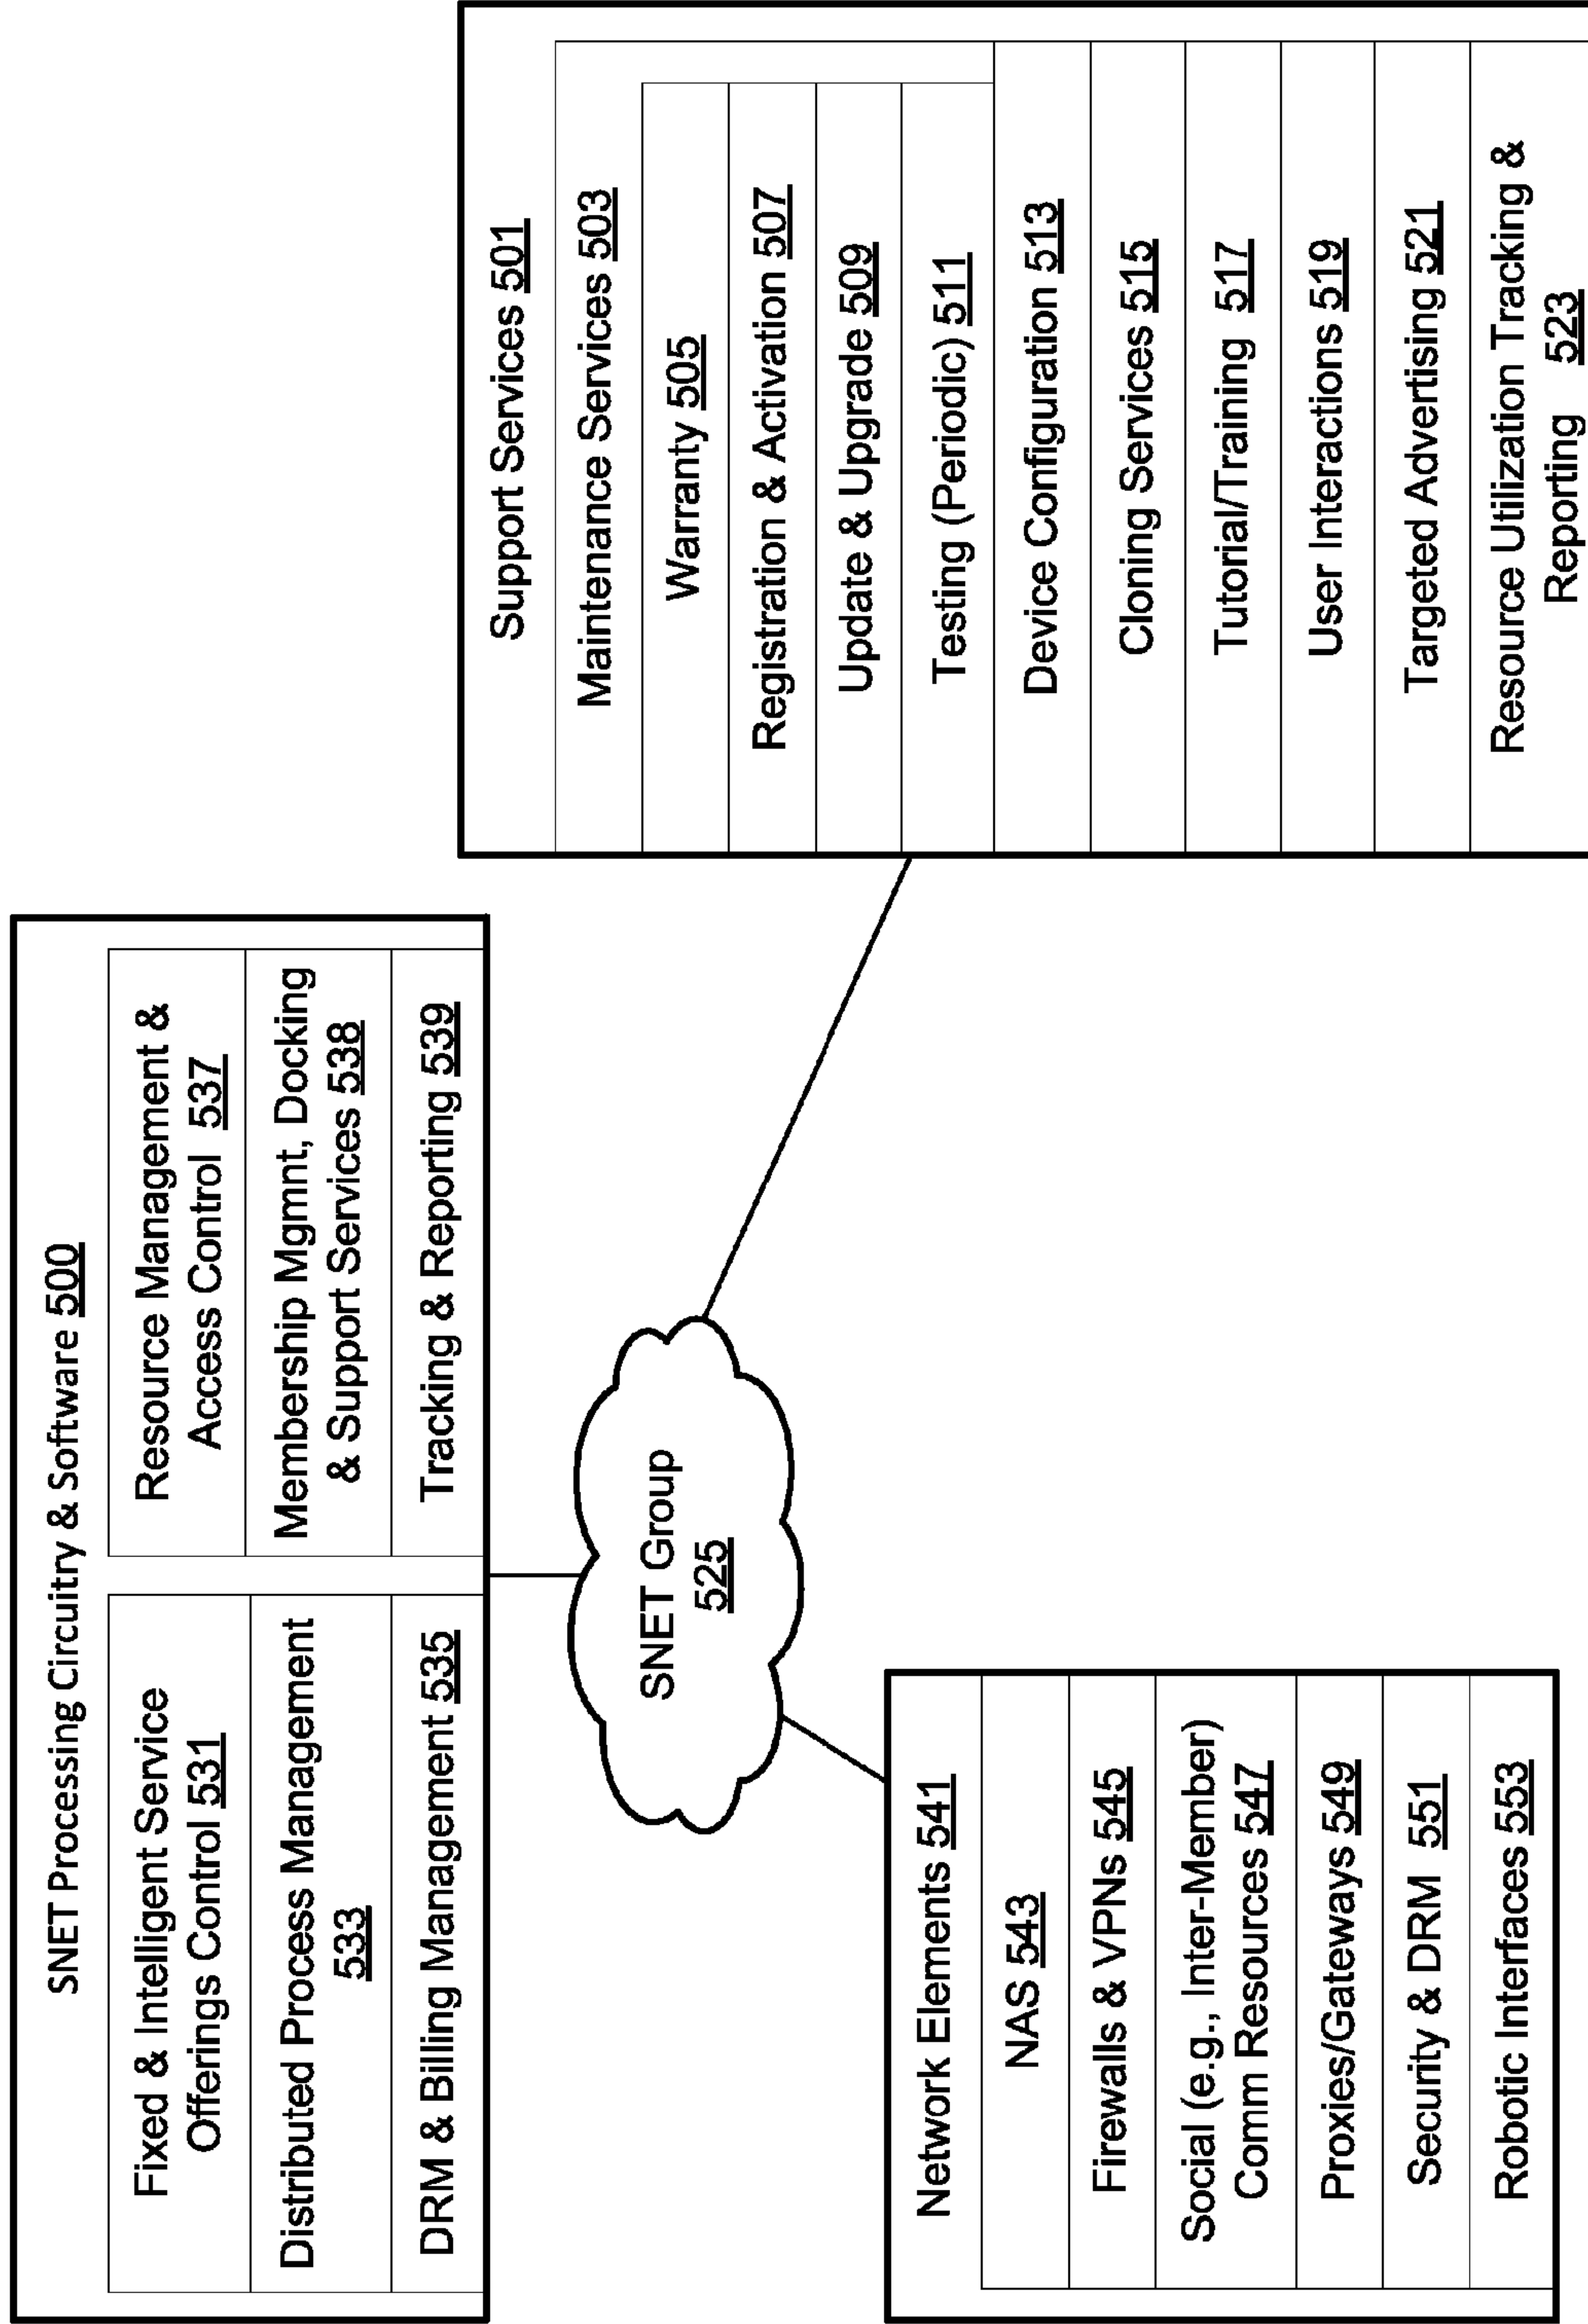 SNET Processing Circuitry & Software 500
Fixed & Intelligent Service
Offerings Control 531
Distributed Process Management
533
DRM & Billing Management 535
Resource Management &
Access Control 537
Membership Mgmnt, Docking
& Support Services 538
Tracking & Reporting 539
SNET Group
525
Network Elements 541
NAS 543
Firewalls & VPNs 545
Social (e.g., Inter-Member)
Comm Resources 547
Proxies/Gateways 549
Security & DRM 551
Robotic Interfaces 553
Support Services 501
Maintenance Services 503
Warranty 505
Registration & Activation 507
Update & Upgrade 509
Testing (Periodic) 511
Device Configuration 513
Cloning Services 515
Tutorial/Training 517
User Interactions 519
Targeted Advertising 521
Resource Utilization Tracking &
Reporting 523